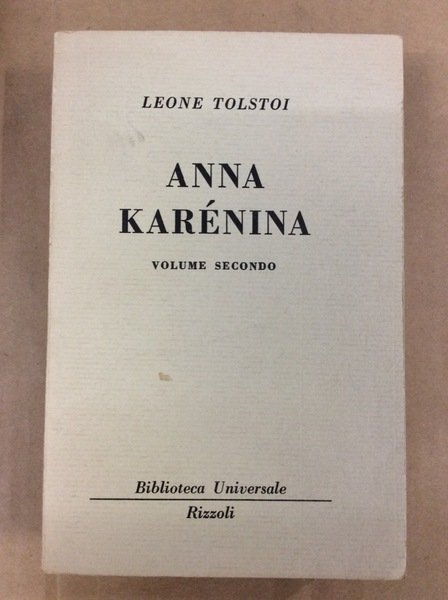 LEONE TOLSTOI
ANNA
KARÉNINA
VOLUME SECONDO
Biblioteca Universale
Rizzoli